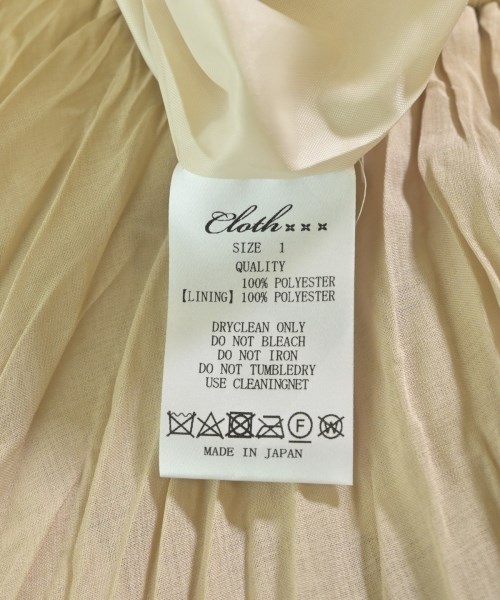 Cloth×××
SIZE 1
QUALITY
100% POLYESTER
【LINING】100% POLYESTER
DRYCLEAN ONLY
DO NOT BLEACH
DO NOT IRON
DO NOT TUMBLEDRY
USE CLEANINGNET
F W
MADE IN JAPAN